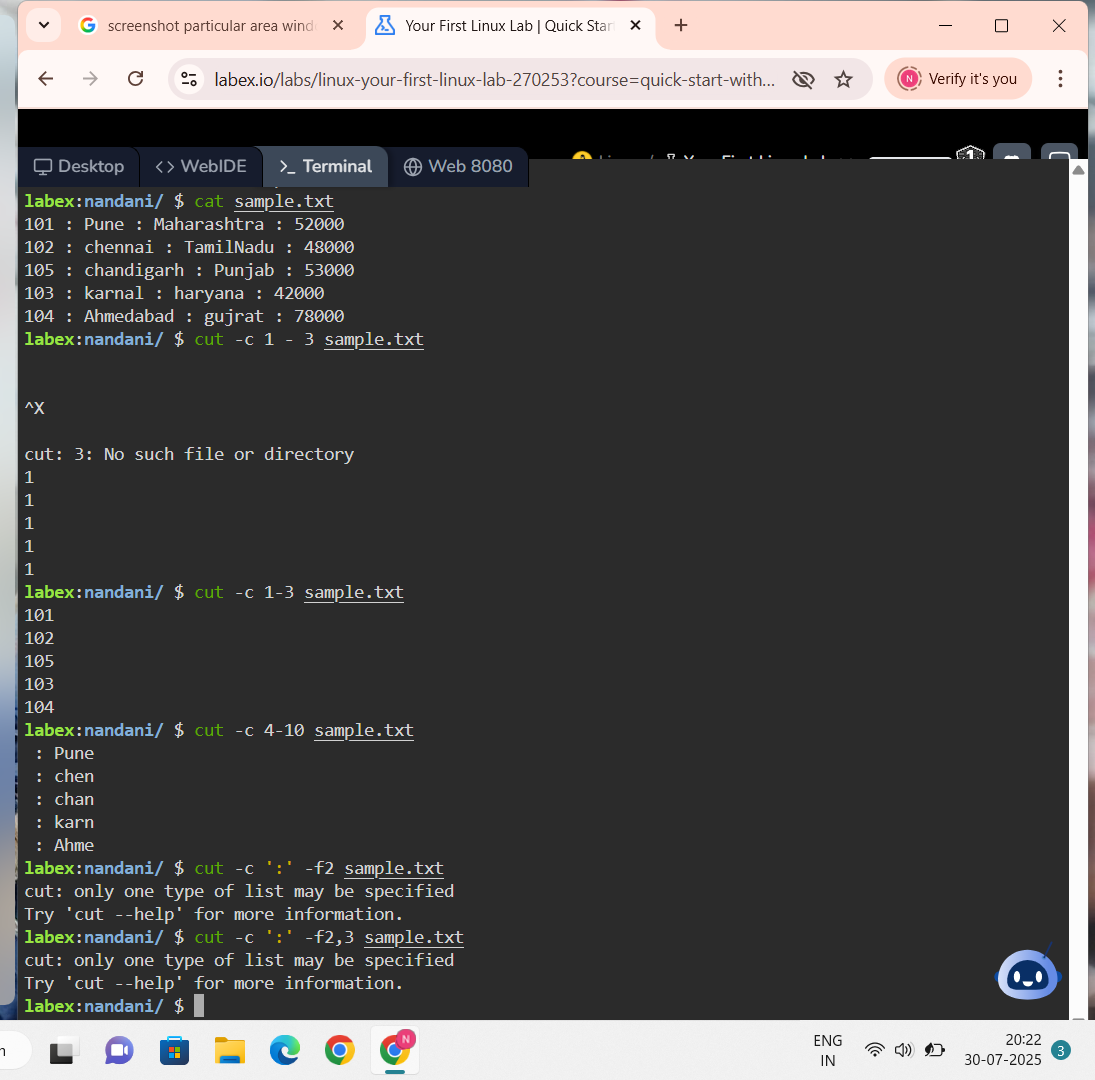 screenshot particular area wind
Your First Linux Lab | Quick Star
labex.io/labs/linux-your-first-linux-lab-270253?course=quick-start-with...
Verify it's you
Desktop
WebIDE
Terminal
Web 8080
labex:nandani/ $ cat sample.txt
101 : Pune : Maharashtra : 52000
102 : chennai : TamilNadu : 48000
105 : chandigarh : Punjab : 53000
103 : karnal : haryana : 42000
104 : Ahmedabad : gujrat : 78000
labex:nandani/ $ cut -c 1 - 3 sample.txt
^X
cut: 3: No such file or directory
1
1
1
1
1
labex:nandani/ $ cut -c 1-3 sample.txt
101
102
105
103
104
labex:nandani/ $ cut -c 4-10 sample.txt
: Pune
: chen
: chan
: karn
: Ahme
labex:nandani/ $ cut -c ':' -f2 sample.txt
cut: only one type of list may be specified
Try 'cut --help' for more information.
labex:nandani/ $ cut -c ':' -f2,3 sample.txt
cut: only one type of list may be specified
Try 'cut --help' for more information.
labex:nandani/ $
ENG
IN
20:22
30-07-2025
3